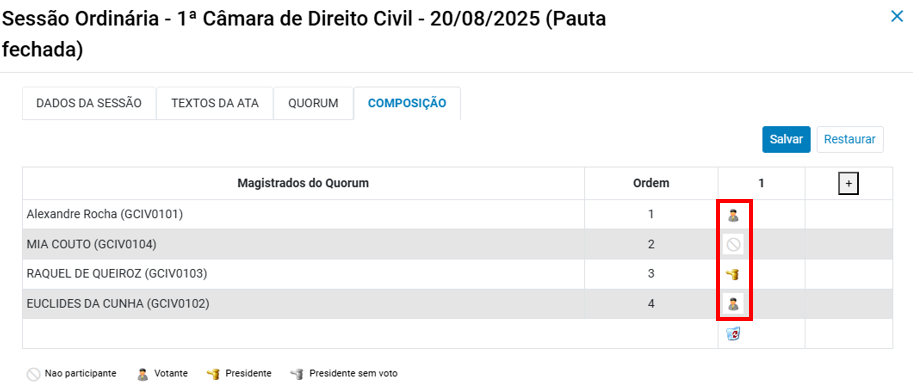 Sessão Ordinária - 1ª Câmara de Direito Civil - 20/08/2025 (Pauta
fechada)
DADOS DA SESSÃO TEXTOS DA ATA QUORUM COMPOSIÇÃO
Salvar Restaurar
Magistrados do Quorum Ordem 1 +
Alexandre Rocha (GCIV0101) 1
MIA COUTO (GCIV0104) 2
RAQUEL DE QUEIROZ (GCIV0103) 3
EUCLIDES DA CUNHA (GCIV0102) 4
Nao participante Votante Presidente Presidente sem voto